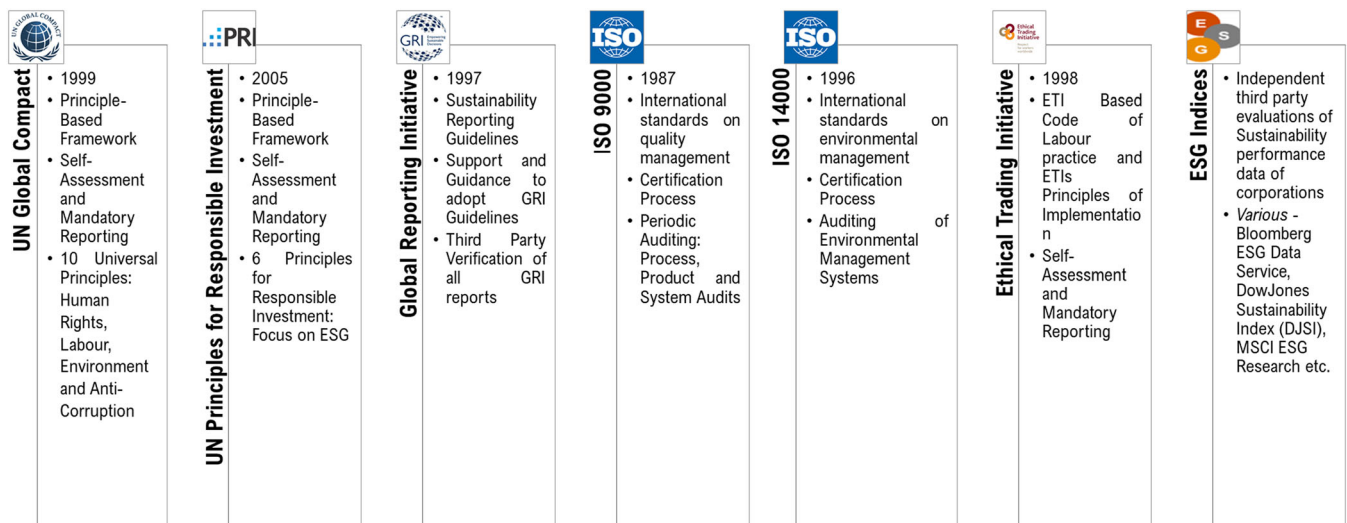 UN GLOBAL COMPACT
UN Global Compact
• 1999
• Principle-
Based
Framework
• Self-
Assessment
and
Mandatory
Reporting
• 10 Universal
Principles:
Human
Rights,
Labour,
Environment
and Anti-
Corruption
PRI
UN Principles for Responsible Investment
• 2005
• Principle-
Based
Framework
• Self-
Assessment
and
Mandatory
Reporting
• 6 Principles
for
Responsible
Investment:
Focus on ESG
GRI
Empowering
Sustainable
Decisions
Global Reporting Initiative
• 1997
• Sustainability
Reporting
Guidelines
• Support and
Guidance to
adopt GRI
Guidelines
• Third Party
Verification of
all GRI
reports
ISO
ISO 9000
• 1987
• International
standards on
quality
management
• Certification
Process
• Periodic
Auditing:
Process,
Product and
System Audits
ISO
ISO 14000
• 1996
• International
standards on
environmental
management
• Certification
Process
• Auditing of
Environmental
Management
Systems
Ethical
Trading
Initiative
Ethical Trading Initiative
• 1998
• ETI Based
Code of
Labour
practice and
ETIs
Principles of
Implementatio
n
• Self-
Assessment
and
Mandatory
Reporting
E
S
G
ESG Indices
• Independent
third party
evaluations of
Sustainability
performance
data of
corporations
• Various -
Bloomberg
ESG Data
Service,
DowJones
Sustainability
Index (DJSI),
MSCI ESG
Research etc.